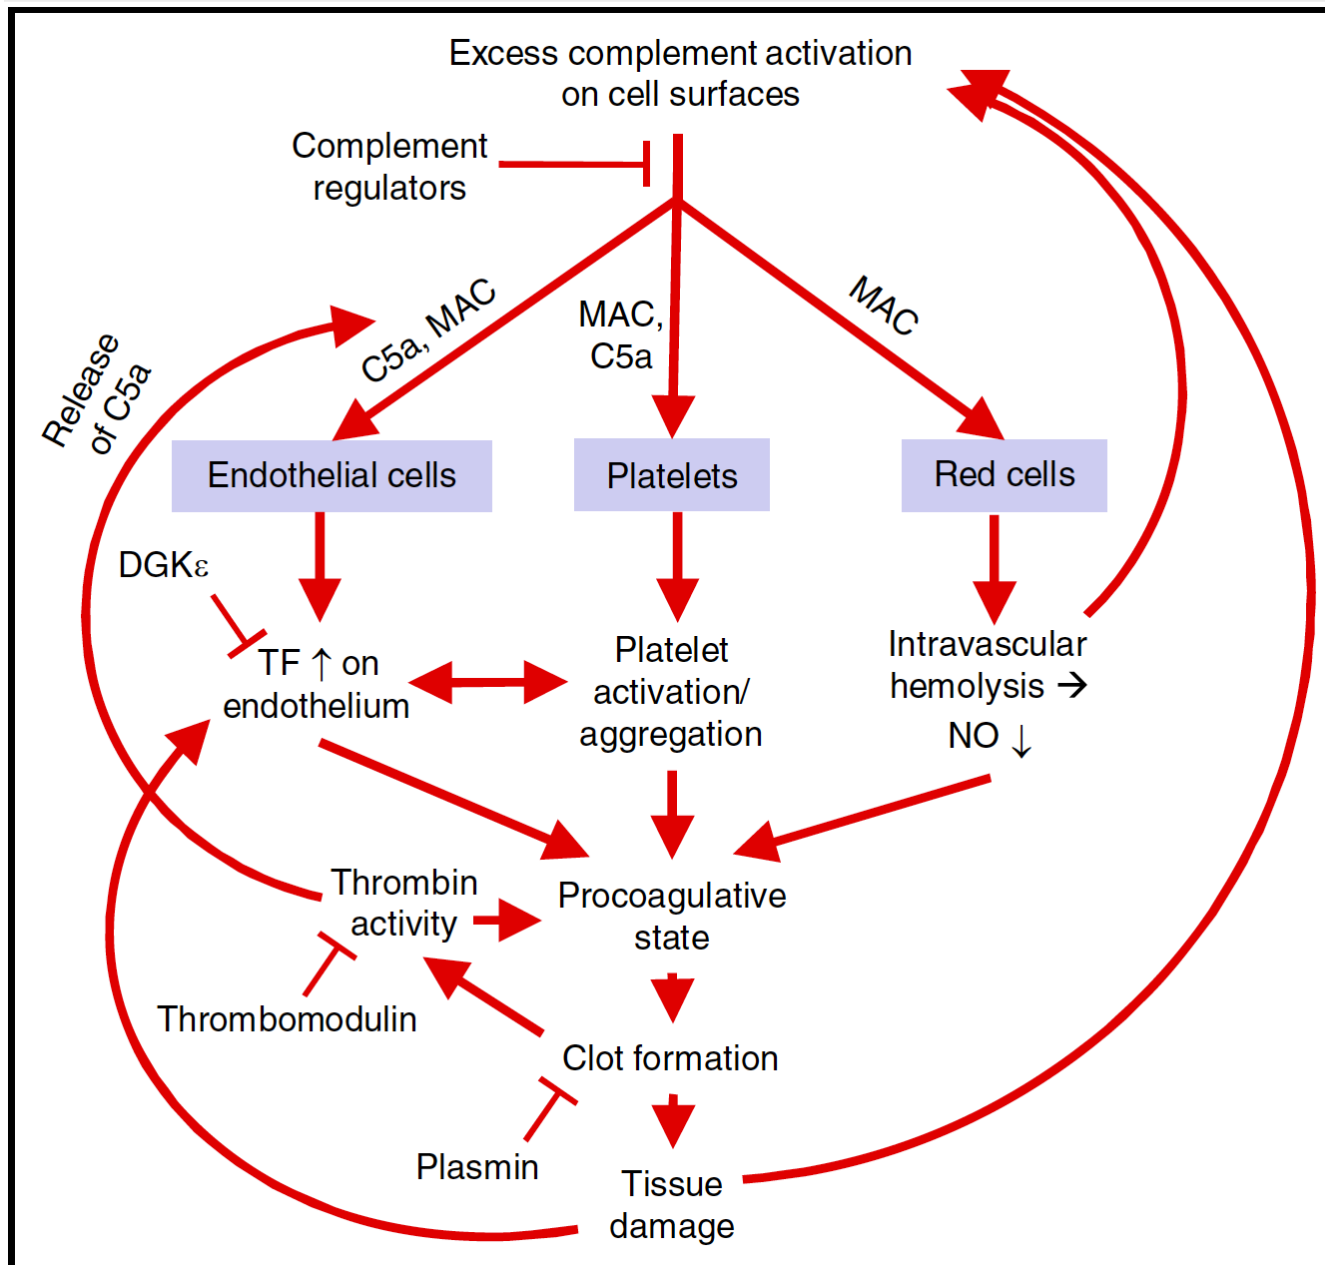 Excess complement activation
on cell surfaces
Complement
regulators
C5a, MAC
MAC,
C5a
MAC
Release
of C5a
Endothelial cells
Platelets
Red cells
DGKε
TF ↑ on
endothelium
Platelet
activation/
aggregation
Intravascular
hemolysis →
NO ↓
Thrombin
activity
Procoagulative
state
Thrombomodulin
Clot formation
Plasmin
Tissue
damage